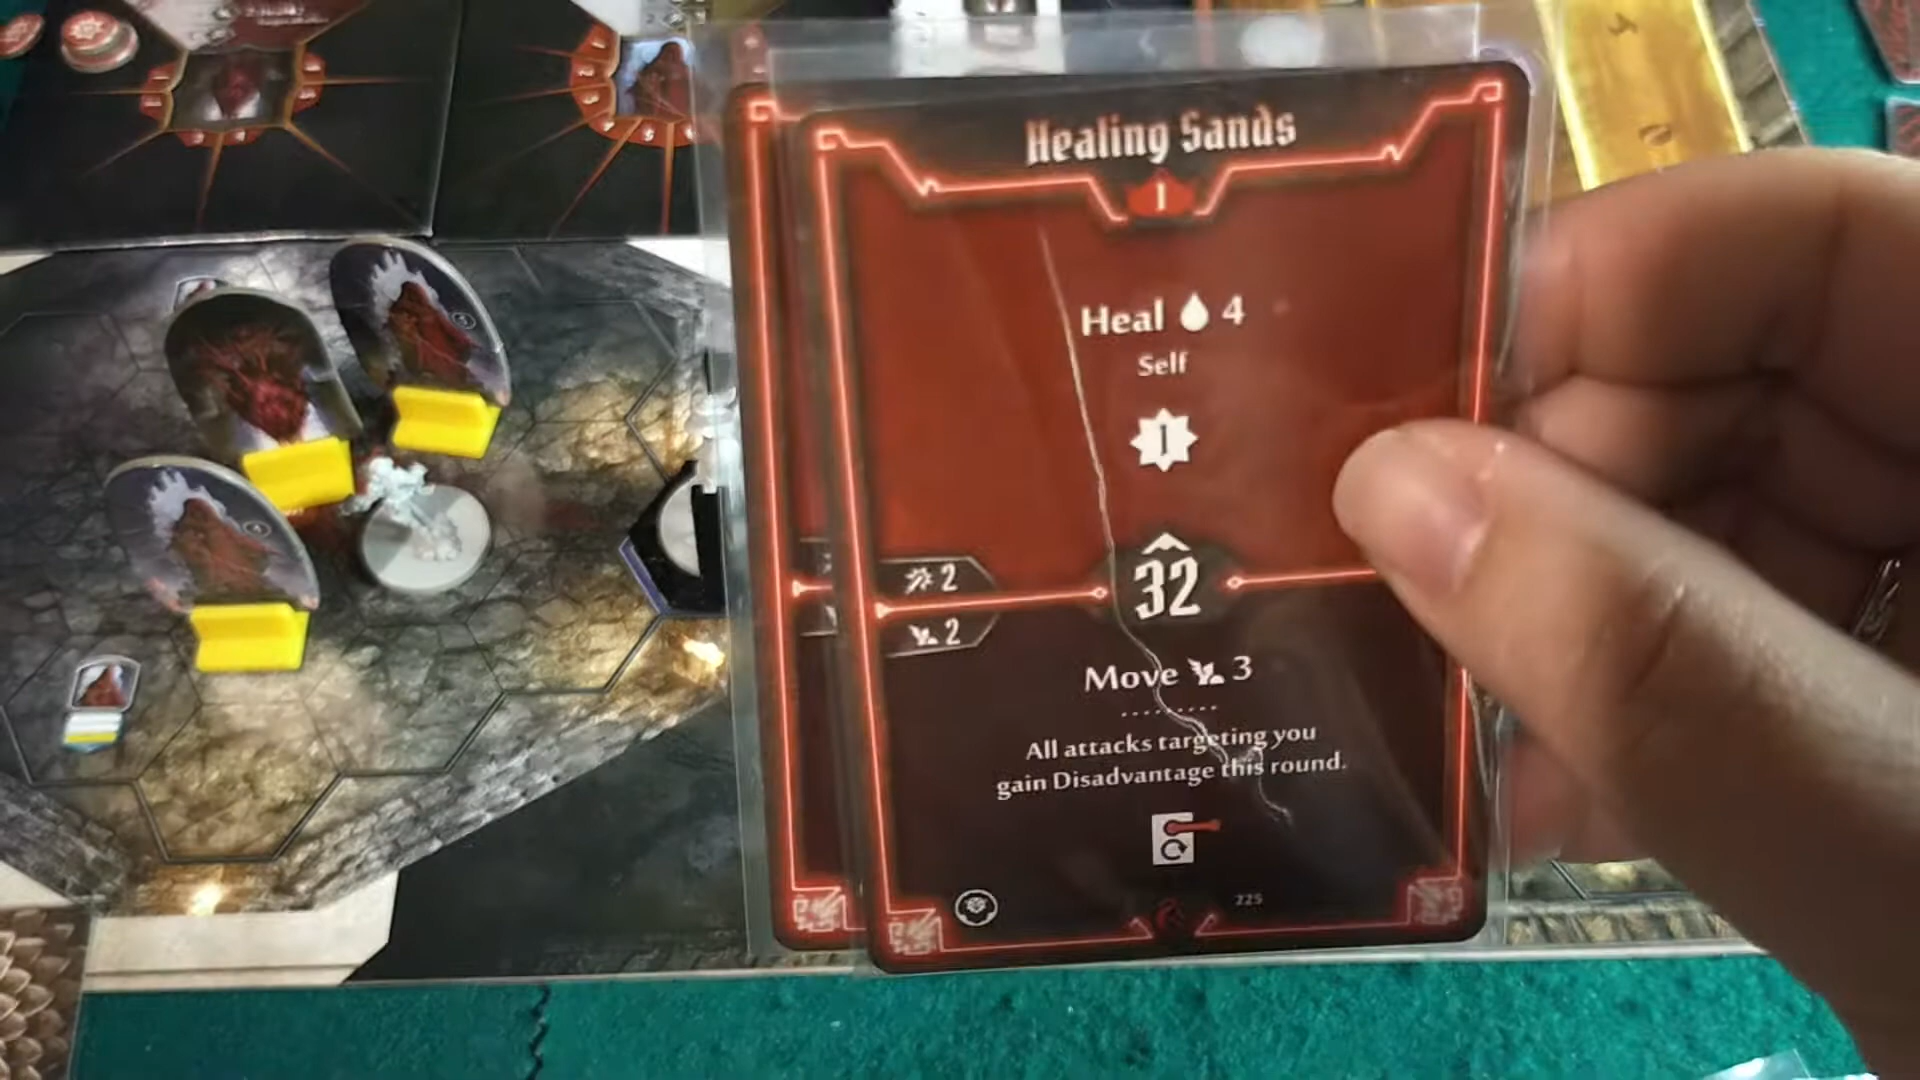 Healing Sands
1
Heal 4
Self
1
2
32
2
Move 3
All attacks targeting you
gain Disadvantage this round.
225